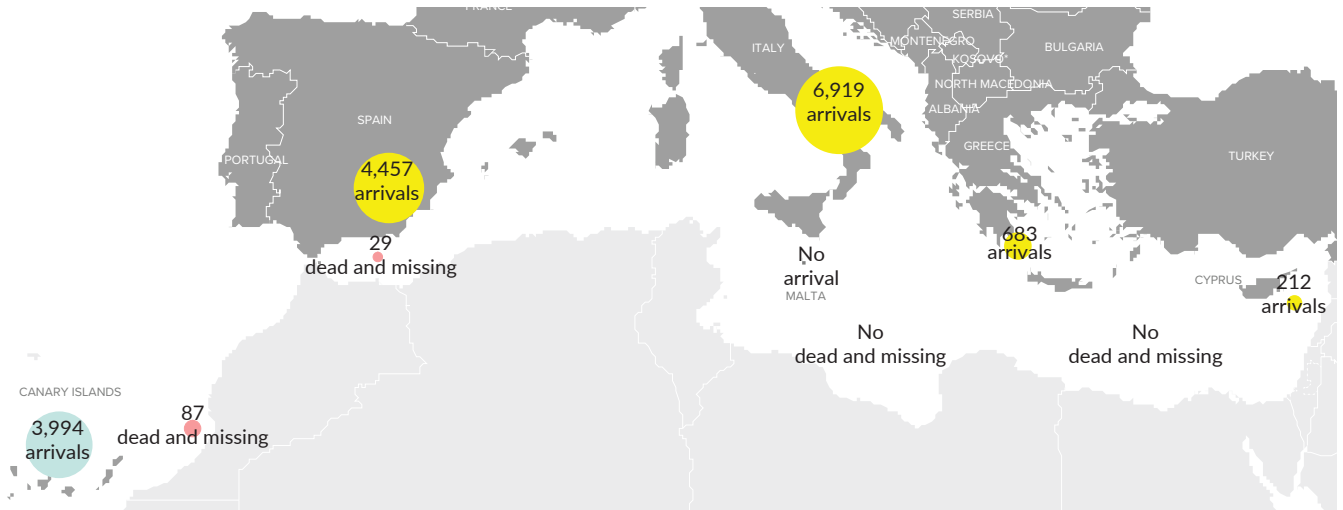 FRANCE
SERBIA
ITALY
MONTENEGRO
BULGARIA
KOSOVO*
6,919
arrivals
NORTH MACEDONIA
ALBANIA
SPAIN
GREECE
TURKEY
PORTUGAL
4,457
arrivals
29
dead and missing
683
arrivals
No
arrival
MALTA
CYPRUS
212
arrivals
No
dead and missing
No
dead and missing
CANARY ISLANDS
3,994
arrivals
87
dead and missing